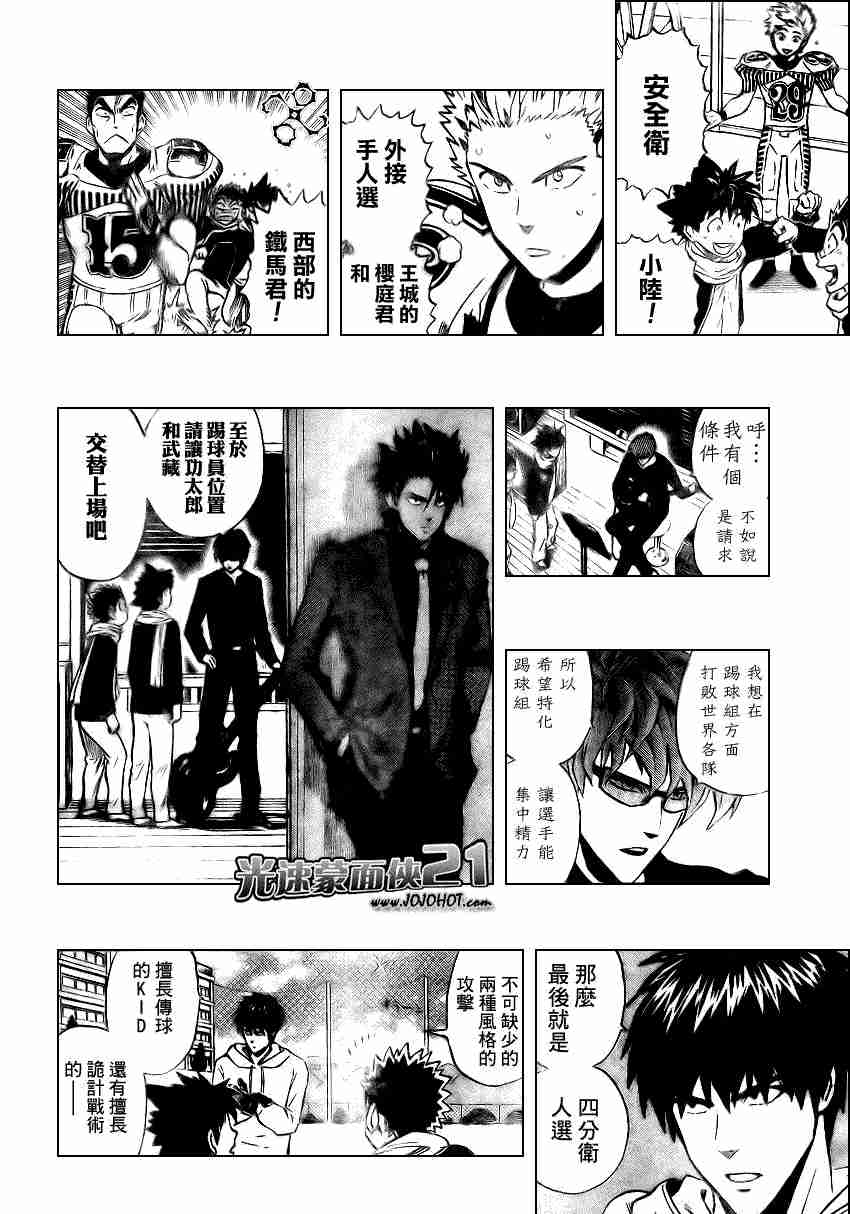 29
安全衛
小陸！
外接
手人選
王城的
櫻庭君
和
15
西部的
鐵馬君！
呼…
我有個
條件
不如說
是請求
我想在
踢球組方面
打敗世界各隊
所以
希望特化
踢球組
讓選手能
集中精力
至於
踢球員位置
請讓功太郎
和武藏
交替上場吧
光速蒙面俠21
www.JOJOHOT.com
那麼
最後就是
四分衛
人選
不可缺少的
兩種風格的
攻擊
擅長傳球
的KID
還有擅長
詭計戰術
的——